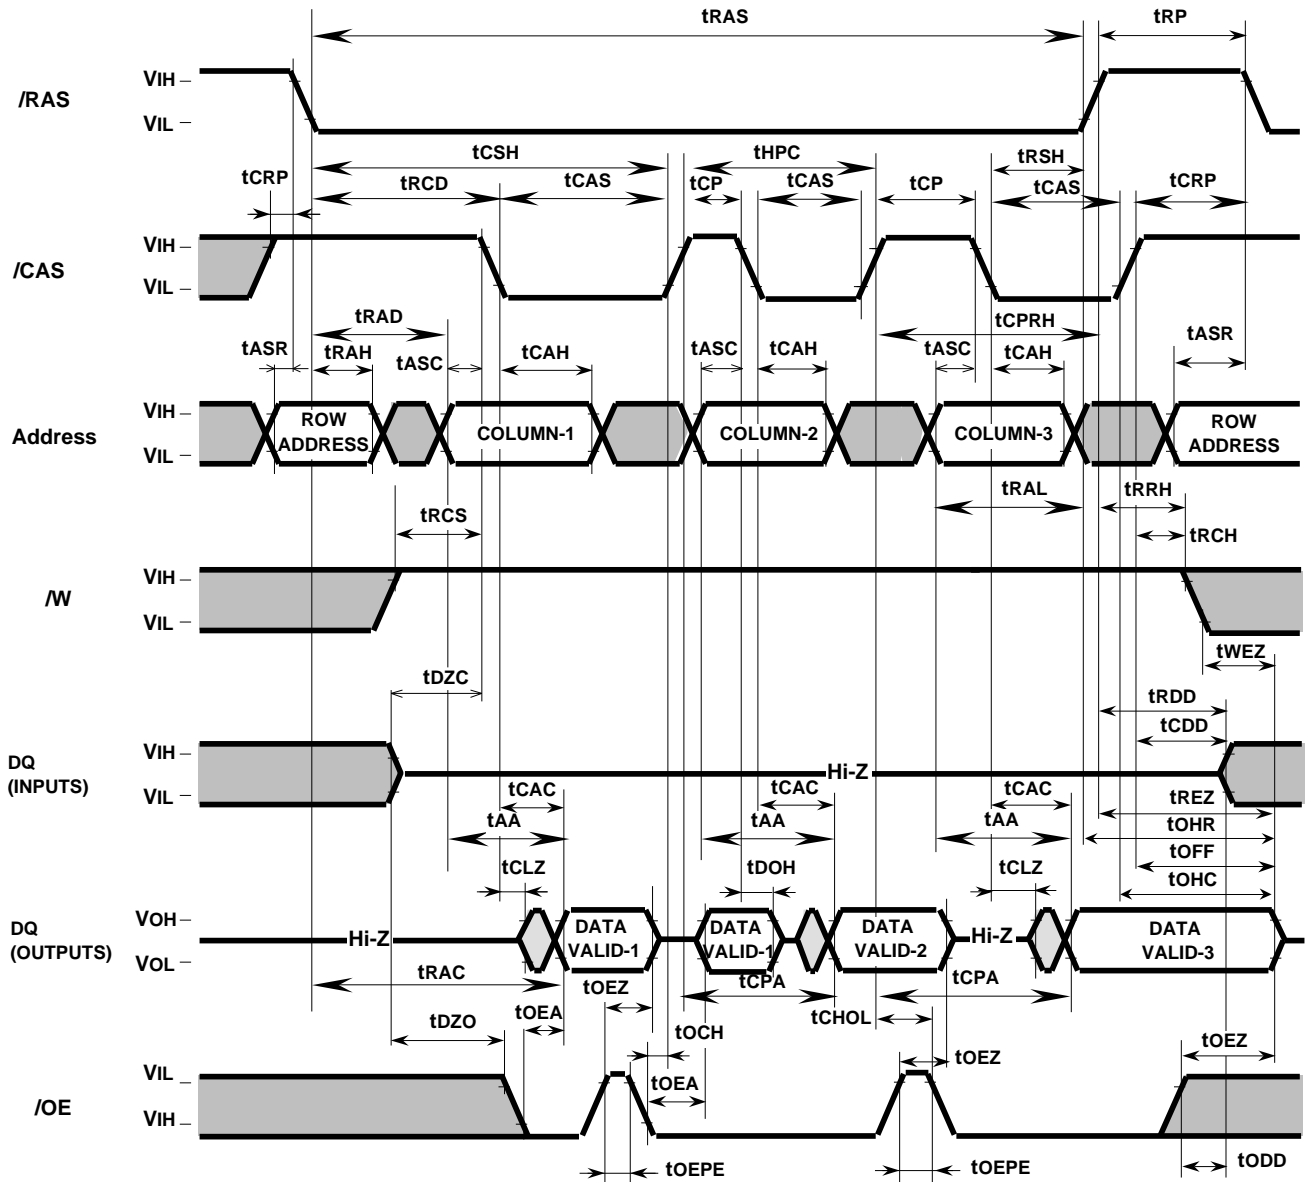 tRAS tRP
VIH
/RAS
VIL
tCSH tHPC tRSH
tCRP tRCD tCAS tCP tCAS tCP tCAS tCRP
VIH
/CAS
VIL
tRAD tCPRH
tASR tRAH tASC tCAH tASC tCAH tASC tCAH tASR
VIH
Address
VIL
ROW ADDRESS
COLUMN-1
COLUMN-2
COLUMN-3
ROW ADDRESS
tRCS tRAL tRRH
tRCH
VIH
/W
VIL
tWEZ
tDZC
tRDD
tCDD
VIH
DQ
(INPUTS)
VIL
Hi-Z
tCAC tCAC tCAC
tREZ
tAA tAA tAA
tOHR
tOFF
tCLZ tDOH tCLZ
tOHC
VOH
DQ
(OUTPUTS)
VOL
Hi-Z
DATA VALID-1
DATA VALID-1
DATA VALID-2
Hi-Z
DATA VALID-3
tRAC tOEZ tCPA tCPA
tOEA tCHOL
tDZO tOCH tOEZ tOEZ
VIL
tOEA
/OE
VIH
tOEPE tOEPE tODD